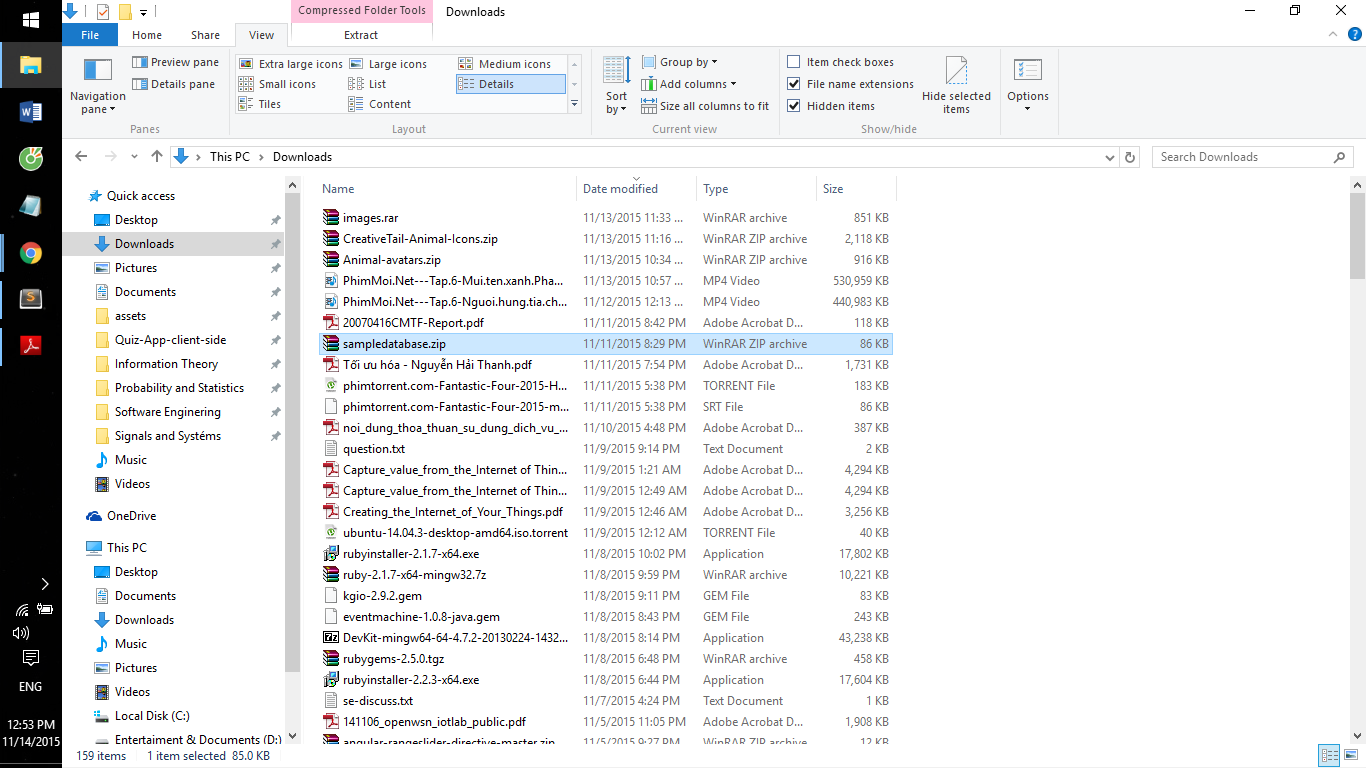 Compressed Folder Tools Downloads
File Home Share View Extract
Navigation pane
Preview pane
Details pane
Panes
Extra large icons Large icons Medium icons
Small icons List Details
Tiles Content
Layout
Sort by
Group by
Add columns
Size all columns to fit
Current view
Item check boxes
File name extensions
Hidden items
Hide selected items
Show/hide
Options
This PC Downloads Search Downloads
Quick access
Desktop
Downloads
Pictures
Documents
assets
Quiz-App-client-side
Information Theory
Probability and Statistics
Software Enginering
Signals and Systéms
Music
Videos
OneDrive
This PC
Desktop
Documents
Downloads
Music
Pictures
Videos
Local Disk (C:)
Entertaiment & Documents (D:)
Name Date modified Type Size
images.rar 11/13/2015 11:33 ... WinRAR archive 851 KB
CreativeTail-Animal-Icons.zip 11/13/2015 11:16 ... WinRAR ZIP archive 2,118 KB
Animal-avatars.zip 11/13/2015 10:34 ... WinRAR ZIP archive 916 KB
PhimMoi.Net---Tap.6-Mui.ten.xanh.Pha... 11/13/2015 10:57 ... MP4 Video 530,959 KB
PhimMoi.Net---Tap.6-Nguoi.hung.tia.ch... 11/12/2015 12:13 ... MP4 Video 440,983 KB
20070416CMTF-Report.pdf 11/11/2015 8:42 PM Adobe Acrobat D... 118 KB
sampledatabase.zip 11/11/2015 8:29 PM WinRAR ZIP archive 86 KB
Tối ưu hóa - Nguyễn Hải Thanh.pdf 11/11/2015 7:54 PM Adobe Acrobat D... 1,731 KB
phimtorrent.com-Fantastic-Four-2015-H... 11/11/2015 5:38 PM TORRENT File 183 KB
phimtorrent.com-Fantastic-Four-2015-m... 11/11/2015 5:38 PM SRT File 86 KB
noi_dung_thoa_thuan_su_dung_dich_vu_... 11/10/2015 4:48 PM Adobe Acrobat D... 387 KB
question.txt 11/9/2015 9:14 PM Text Document 2 KB
Capture_value_from_the_Internet of Thin... 11/9/2015 1:21 AM Adobe Acrobat D... 4,294 KB
Capture_value_from_the_Internet of Thin... 11/9/2015 12:49 AM Adobe Acrobat D... 4,294 KB
Creating_the_Internet_of_Your_Things.pdf 11/9/2015 12:46 AM Adobe Acrobat D... 3,256 KB
ubuntu-14.04.3-desktop-amd64.iso.torrent 11/9/2015 12:12 AM TORRENT File 40 KB
rubyinstaller-2.1.7-x64.exe 11/8/2015 10:02 PM Application 17,802 KB
ruby-2.1.7-x64-mingw32.7z 11/8/2015 9:59 PM WinRAR archive 10,221 KB
kgio-2.9.2.gem 11/8/2015 9:11 PM GEM File 83 KB
eventmachine-1.0.8-java.gem 11/8/2015 8:43 PM GEM File 243 KB
DevKit-mingw64-64-4.7.2-20130224-1432... 11/8/2015 8:14 PM Application 43,238 KB
rubygems-2.5.0.tgz 11/8/2015 6:48 PM WinRAR archive 458 KB
rubyinstaller-2.2.3-x64.exe 11/8/2015 6:44 PM Application 17,604 KB
se-discuss.txt 11/7/2015 4:24 PM Text Document 1 KB
141106_openwsn_iotlab_public.pdf 11/5/2015 11:05 PM Adobe Acrobat D... 1,908 KB
angular-rangeslider-directive-master.zip 11/5/2015 9:27 PM WinRAR ZIP archive 12 KB
ENG
12:53 PM
11/14/2015
159 items 1 item selected 85.0 KB